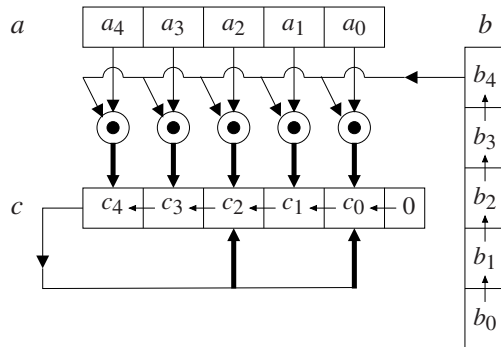 a a₄ a₃ a₂ a₁ a₀ b
b₄
b₃
c c₄ c₃ c₂ c₁ c₀ 0 b₂
b₁
b₀